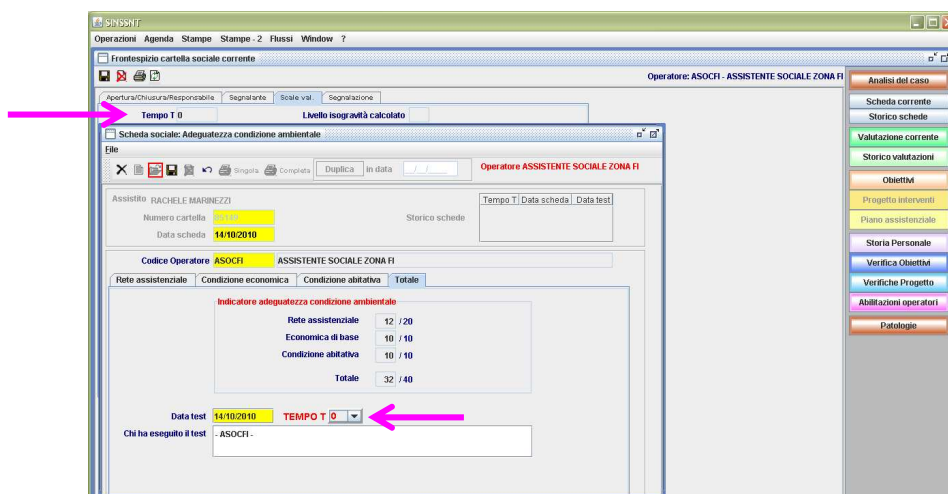 SINSSNT
Operazioni Agenda Stampe Stampe - 2 Flussi Window ?
Frontespizio cartella sociale corrente
Operatore: ASOCFI - ASSISTENTE SOCIALE ZONA FI
Apertura/Chiusura/Responsabile Segnalante Scale val. Segnalazione
Tempo T 0 Livello isogravità calcolato
Scheda sociale: Adeguatezza condizione ambientale
File
Singola Completa Duplica in data _/_/_ Operatore ASSISTENTE SOCIALE ZONA FI
Assistito RACHELE MARINEZZI
Tempo T Data scheda Data test
Numero cartella Storico schede
Data scheda 14/10/2010
Codice Operatore ASOCFI ASSISTENTE SOCIALE ZONA FI
Rete assistenziale Condizione economica Condizione abitativa Totale
Indicatore adeguatezza condizione ambientale
Rete assistenziale 12 / 20
Economica di base 10 / 10
Condizione abitativa 10 / 10
Totale 32 / 40
Data test 14/10/2010 TEMPO T 0
Chi ha eseguito il test - ASOCFI -
Analisi del caso
Scheda corrente
Storico schede
Valutazione corrente
Storico valutazioni
Obiettivi
Progetto interventi
Piano assistenziale
Storia Personale
Verifica Obiettivi
Verifiche Progetto
Abilitazioni operatori
Patologie